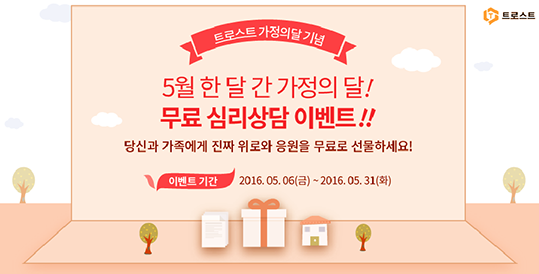 트로스트
트로스트 가정의달 기념
5월 한 달 간 가정의 달!
무료 심리상담 이벤트!!
당신과 가족에게 진짜 위로와 응원을 무료로 선물하세요!
이벤트 기간 2016. 05. 06(금) ~ 2016. 05. 31(화)